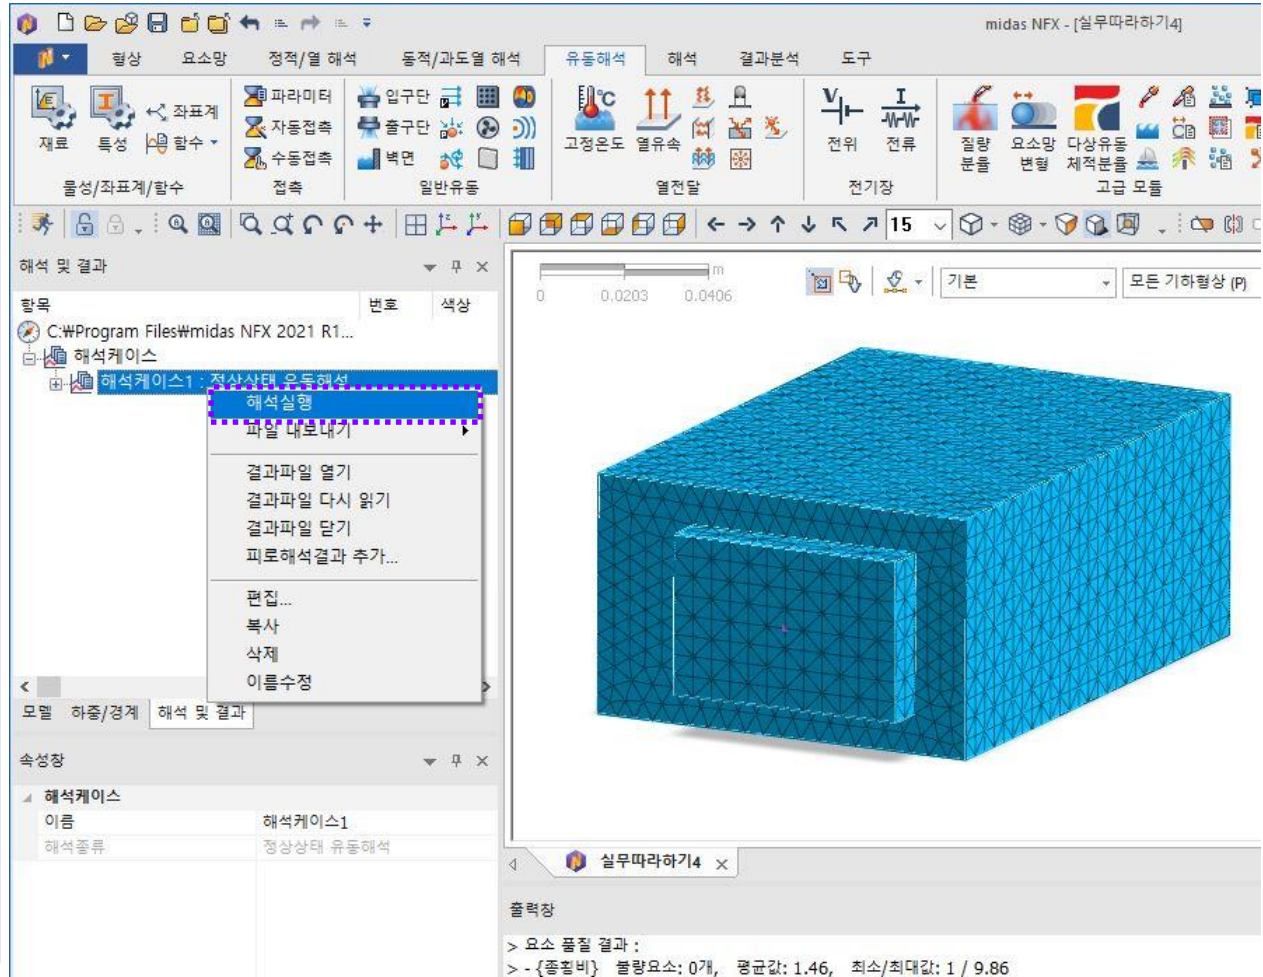 midas NFX - [실무따라하기4]
형상 요소망 정적/열 해석 동적/과도열 해석 유동해석 해석 결과분석 도구
재료 특성 좌표계 함수
파라미터 자동접촉 수동접촉
입구단 출구단 벽면
고정온도 열유속
전위 전류
질량 분율 요소망 변형 다상유동 체적분율
물성/좌표계/함수 접촉 일반유동 열전달 전기장 고급 모듈
15
해석 및 결과
항목 번호 색상
C:₩Program Files₩midas NFX 2021 R1...
해석케이스
해석케이스1 : 정상상태 유동해석
해석실행
파일 내보내기
결과파일 열기
결과파일 다시 읽기
결과파일 닫기
피로해석결과 추가...
편집...
복사
삭제
이름수정
모델 하중/경계 해석 및 결과
속성창
해석케이스
이름 해석케이스1
해석종류 정상상태 유동해석
m
0 0.0203 0.0406
기본 모든 기하형상 (P)
실무따라하기4
출력창
> 요소 품질 결과 :
> - {종횡비} 불량요소: 0개, 평균값: 1.46, 최소/최대값: 1 / 9.86